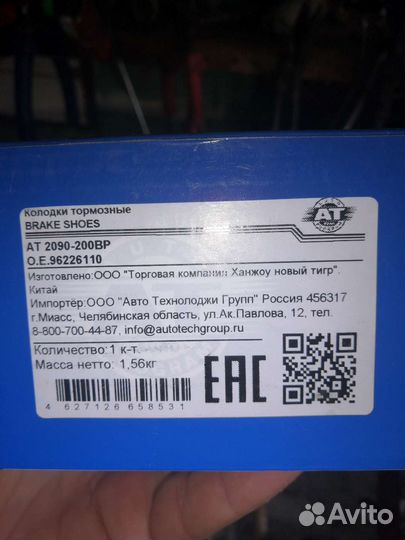 AT
Колодки тормозные
BRAKE SHOES
AT 2090-200BP
O.E.96226110
Изготовлено:ООО "Торговая компания Ханжоу новый тигр".
Китай
Импортёр:ООО "Авто Технолоджи Групп" Россия 456317
г.Миасс, Челябинская область, ул.Ак.Павлова, 12, тел.
8-800-700-44-87, info@autotechgroup.ru
Количество:1 к-т.
Масса нетто: 1,56кг
EAC
4 627126 658531
Avito